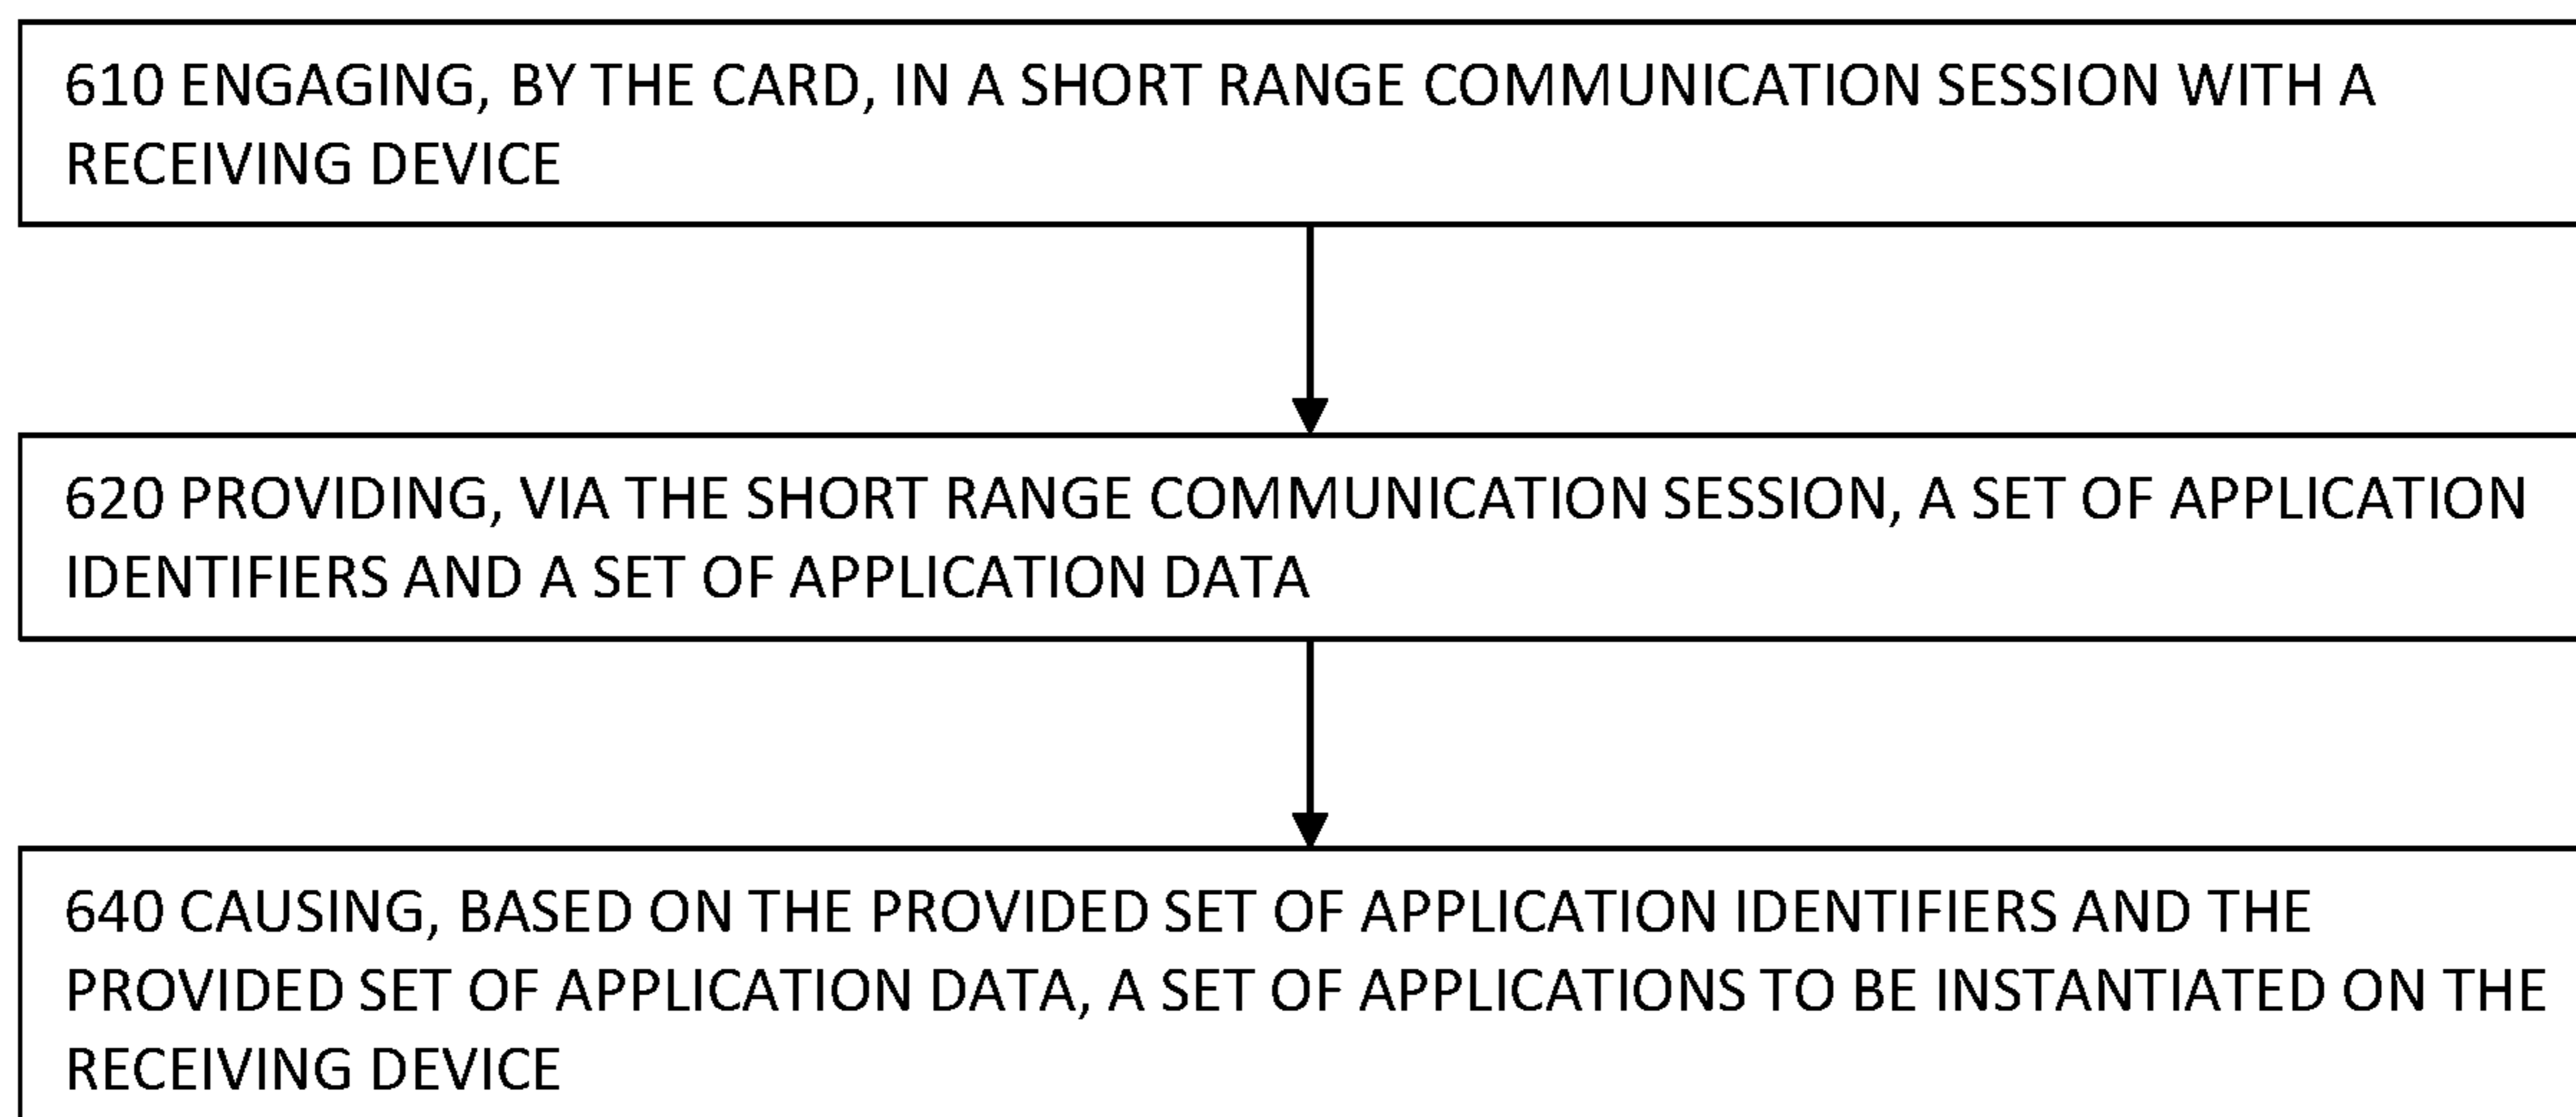 610 ENGAGING, BY THE CARD, IN A SHORT RANGE COMMUNICATION SESSION WITH A
RECEIVING DEVICE
620 PROVIDING, VIA THE SHORT RANGE COMMUNICATION SESSION, A SET OF APPLICATION
IDENTIFIERS AND A SET OF APPLICATION DATA
640 CAUSING, BASED ON THE PROVIDED SET OF APPLICATION IDENTIFIERS AND THE
PROVIDED SET OF APPLICATION DATA, A SET OF APPLICATIONS TO BE INSTANTIATED ON THE
RECEIVING DEVICE